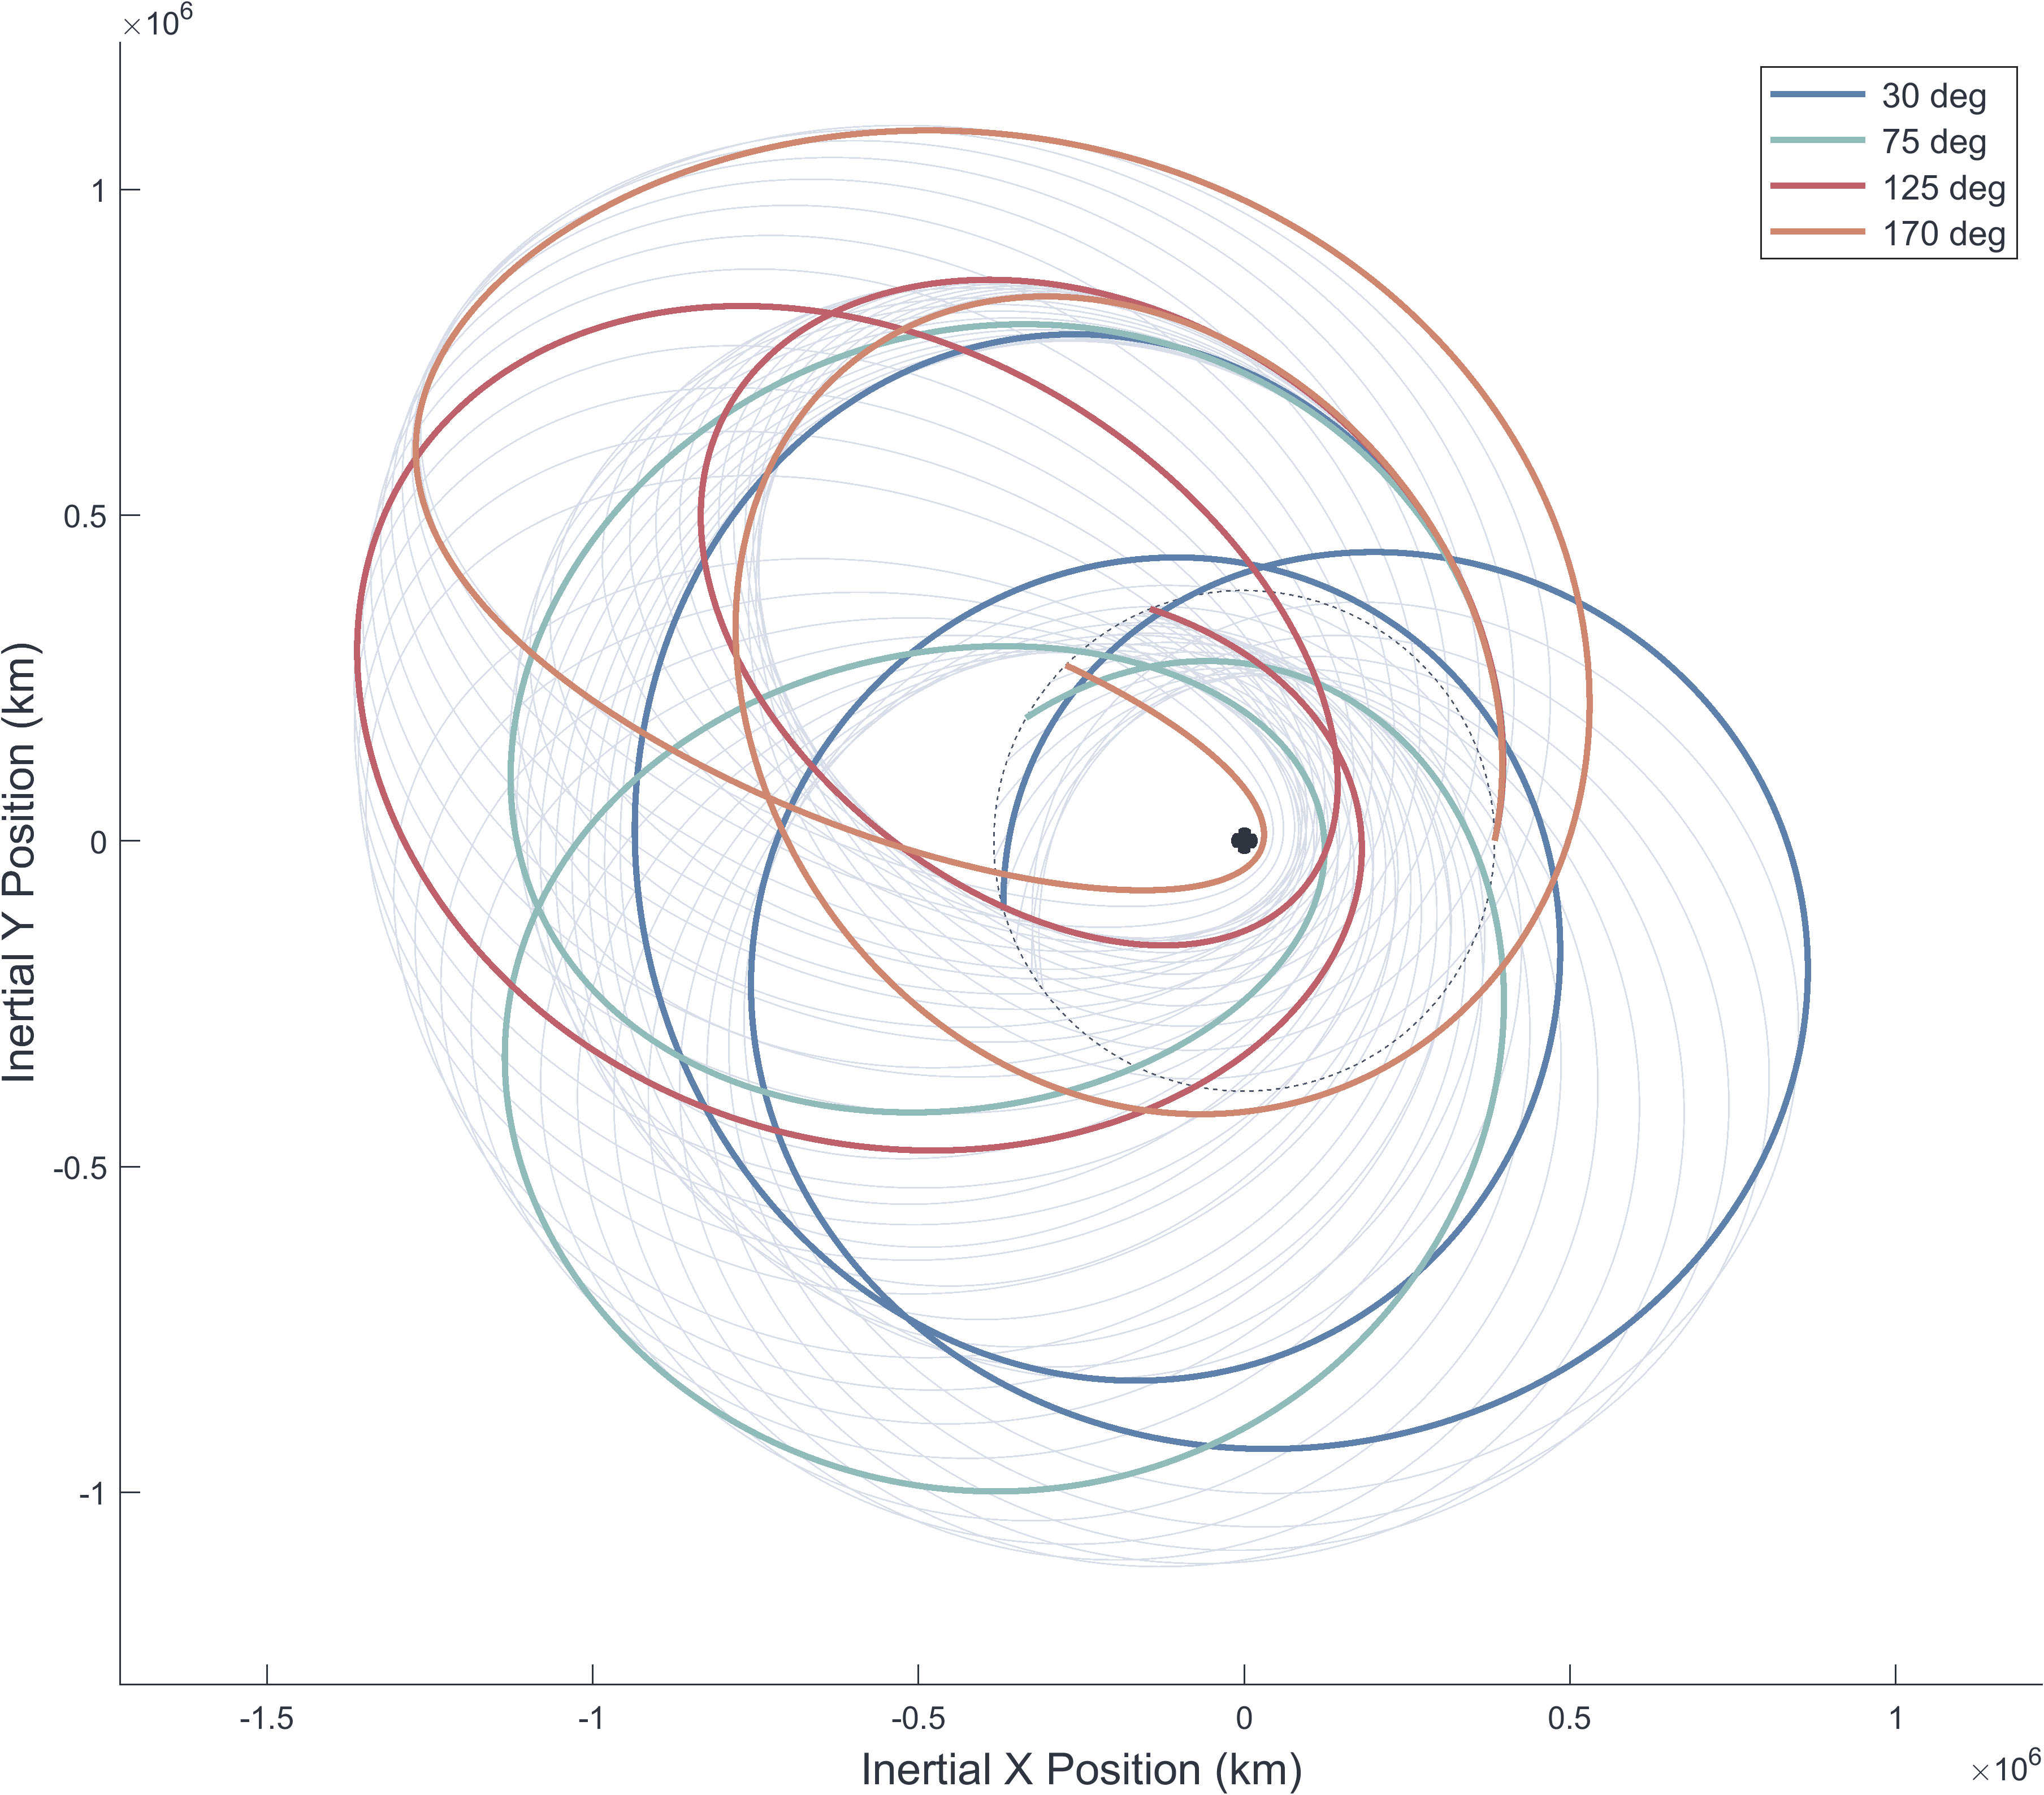 ×10⁶
30 deg
75 deg
125 deg
170 deg
1
0.5
0
-0.5
-1
Inertial Y Position (km)
-1.5 -1 -0.5 0 0.5 1
Inertial X Position (km)
×10⁶